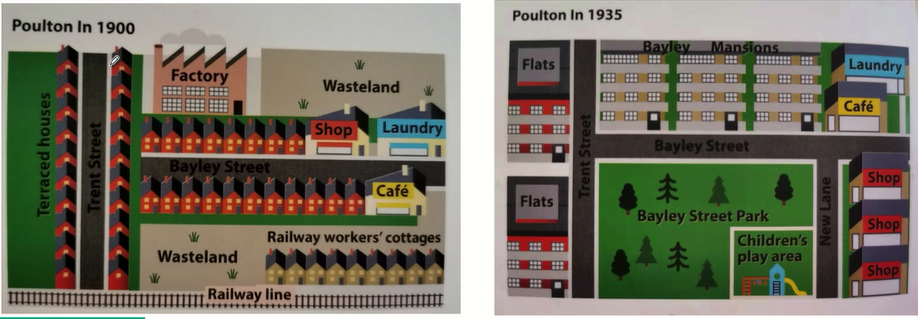 Poulton In 1900
Factory
Wasteland
Terraced houses
Trent Street
Shop
Laundry
Bayley Street
Café
Wasteland
Railway workers' cottages
Railway line
Poulton In 1935
Flats
Bayley Mansions
Laundry
Café
Trent Street
Bayley Street
Flats
Bayley Street Park
New Lane
Shop
Shop
Children's
play area
Shop